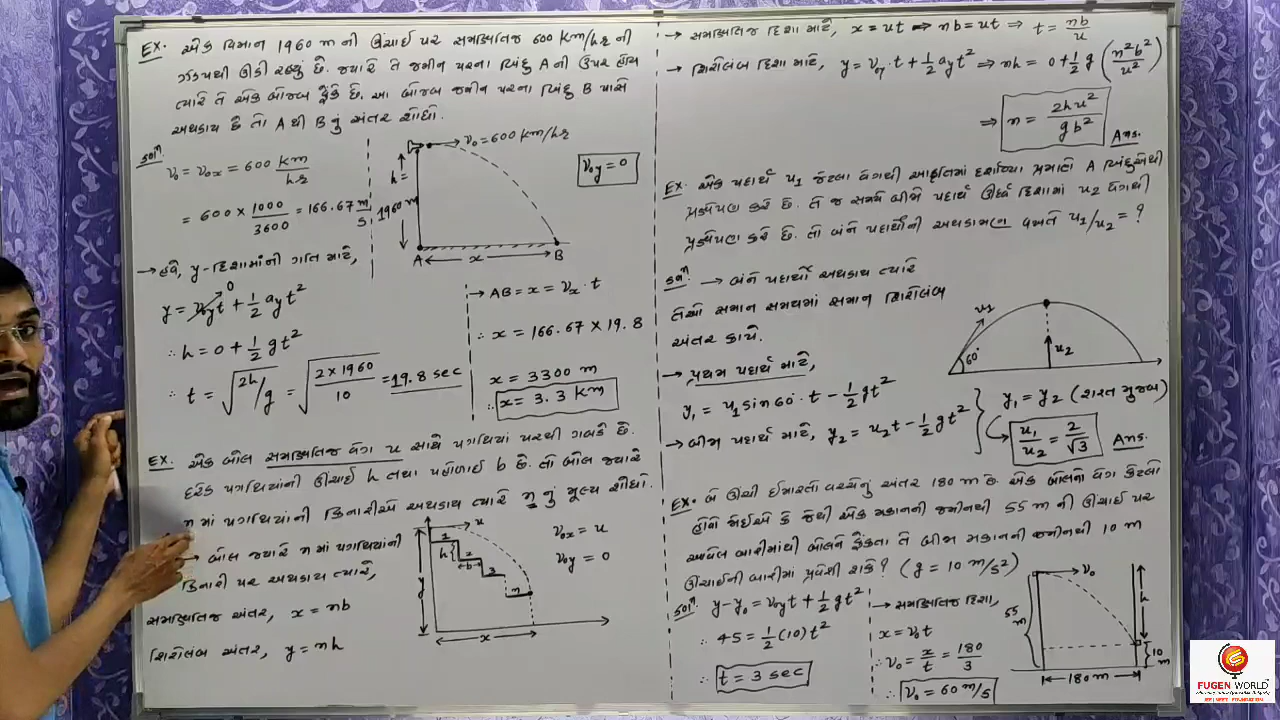 EX. એક વિમાન 1960 m ની ઊંચાઈ પર સમક્ષિતિજ 600 km/hr ની
ઝડપથી ઊડી રહ્યું છે. જ્યારે તે જમીન પરના બિંદુ A ની ઉપર હોય
ત્યારે તે એક બોમ્બ ફેંકે છે. આ બોમ્બ જમીન પરના બિંદુ B પાસે
અથડાય છે તો A થી B નું અંતર શોધો.
solⁿ
v₀ = v₀ₓ = 600 km/hr
= 600 × 1000/3600 = 166.67 m/s
→ હવે, y-દિશામાંની ગતિ માટે,
y = v₀yt + ½ ayt²
0
∴ h = 0 + ½ gt²
∴ t = √(2h/g) = √(2×1960/10) = 19.8 sec
v₀ = 600 km/hr
v₀y = 0
h =
1960 m
A x B
→ AB = x = vₓ · t
∴ x = 166.67 × 19.8
x = 3300 m
∴ x = 3.3 km
EX. એક બોલ સમક્ષિતિજ વેગ u સાથે પગથિયાં પરથી ગબડે છે.
દરેક પગથિયાંની ઊંચાઈ h તથા પહોળાઈ b છે. તો બોલ જ્યારે
n માં પગથિયાંની કિનારીએ અથડાય ત્યારે n નું મૂલ્ય શોધો.
→ બોલ જ્યારે n માં પગથિયાંની
કિનારી પર અથડાય ત્યારે,
સમક્ષિતિજ અંતર, x = nb
શિરોલંબ અંતર, y = nh
u
1
h
2
b
3
n
y
x
v₀ₓ = u
v₀y = 0
→ સમક્ષિતિજ દિશા માટે, x = ut ⇒ nb = ut ⇒ t = nb/u
→ શિરોલંબ દિશા માટે, y = v₀y · t + ½ ayt² ⇒ nh = 0 + ½ g (n²b²/u²)
⇒ n = 2hu²/gb² Ans.
EX. એક પદાર્થ u₁ જેટલા વેગથી આકૃતિમાં દર્શાવ્યા પ્રમાણે A બિંદુએથી
પ્રક્ષેપણ કરે છે. તે જ સમયે બીજો પદાર્થ ઊર્ધ્વ દિશામાં u₂ વેગથી
પ્રક્ષેપણ કરે છે. તો બંને પદાર્થોની અથડામણ વખતે u₁/u₂ = ?
solⁿ. → બંને પદાર્થો અથડાય ત્યારે
તેઓ સમાન સમયમાં સમાન શિરોલંબ
અંતર કાપે.
→ પ્રથમ પદાર્થ માટે,
y₁ = u₁ sin60° · t − ½ gt²
→ બીજા પદાર્થ માટે, y₂ = u₂t − ½ gt²
u₁
60°
u₂
y₁ = y₂ (શરત મુજબ)
u₁/u₂ = 2/√3 Ans.
EX. બે ઊંચી ઈમારતો વચ્ચેનું અંતર 180 m છે. એક બોલનો વેગ કેટલો
હોવો જોઈએ કે જેથી એક મકાનની જમીનથી 55 m ની ઊંચાઈ પર
આવેલ બારીમાંથી બોલને ફેંકતા તે બીજા મકાનની જમીનથી 10 m
ઊંચાઈની બારીમાં પ્રવેશી શકે? (g = 10 m/s²)
solⁿ y − y₀ = v₀yt + ½ gt²
∴ 45 = ½ (10)t²
∴ t = 3 sec
→ સમક્ષિતિજ દિશા,
x = v₀t
∴ v₀ = x/t = 180/3
∴ v₀ = 60 m/s
v₀
55 m
h
10 m
180 m
FUGEN WORLD